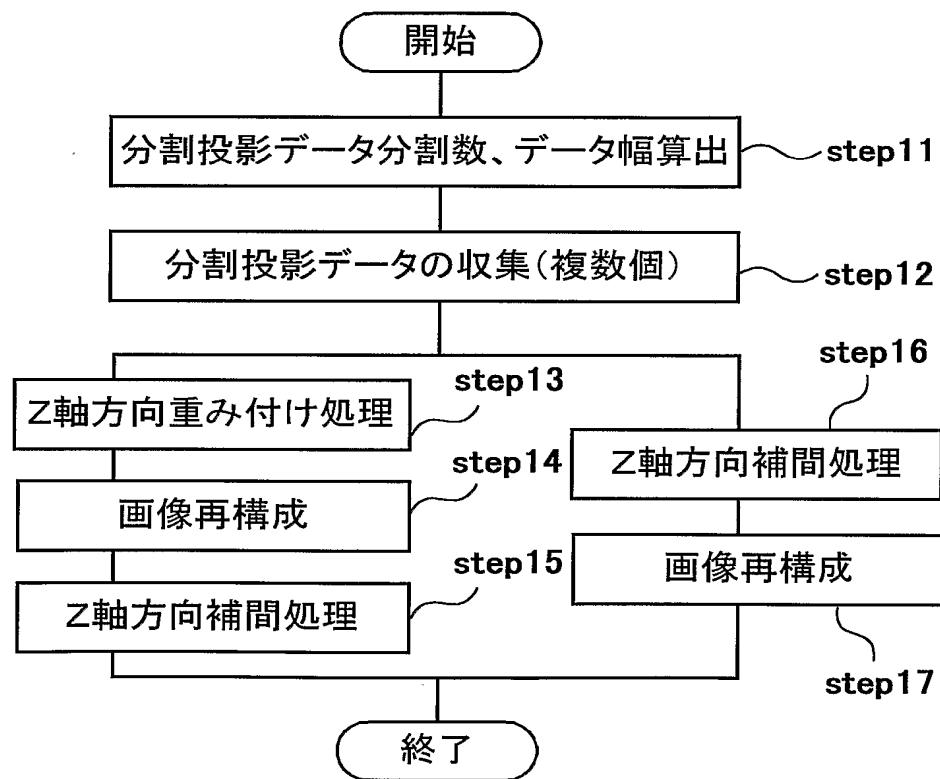 開始
分割投影データ分割数、データ幅算出
step11
分割投影データの収集(複数個)
step12
step13
Z軸方向重み付け処理
step14
画像再構成
step15
Z軸方向補間処理
step16
Z軸方向補間処理
画像再構成
step17
終了